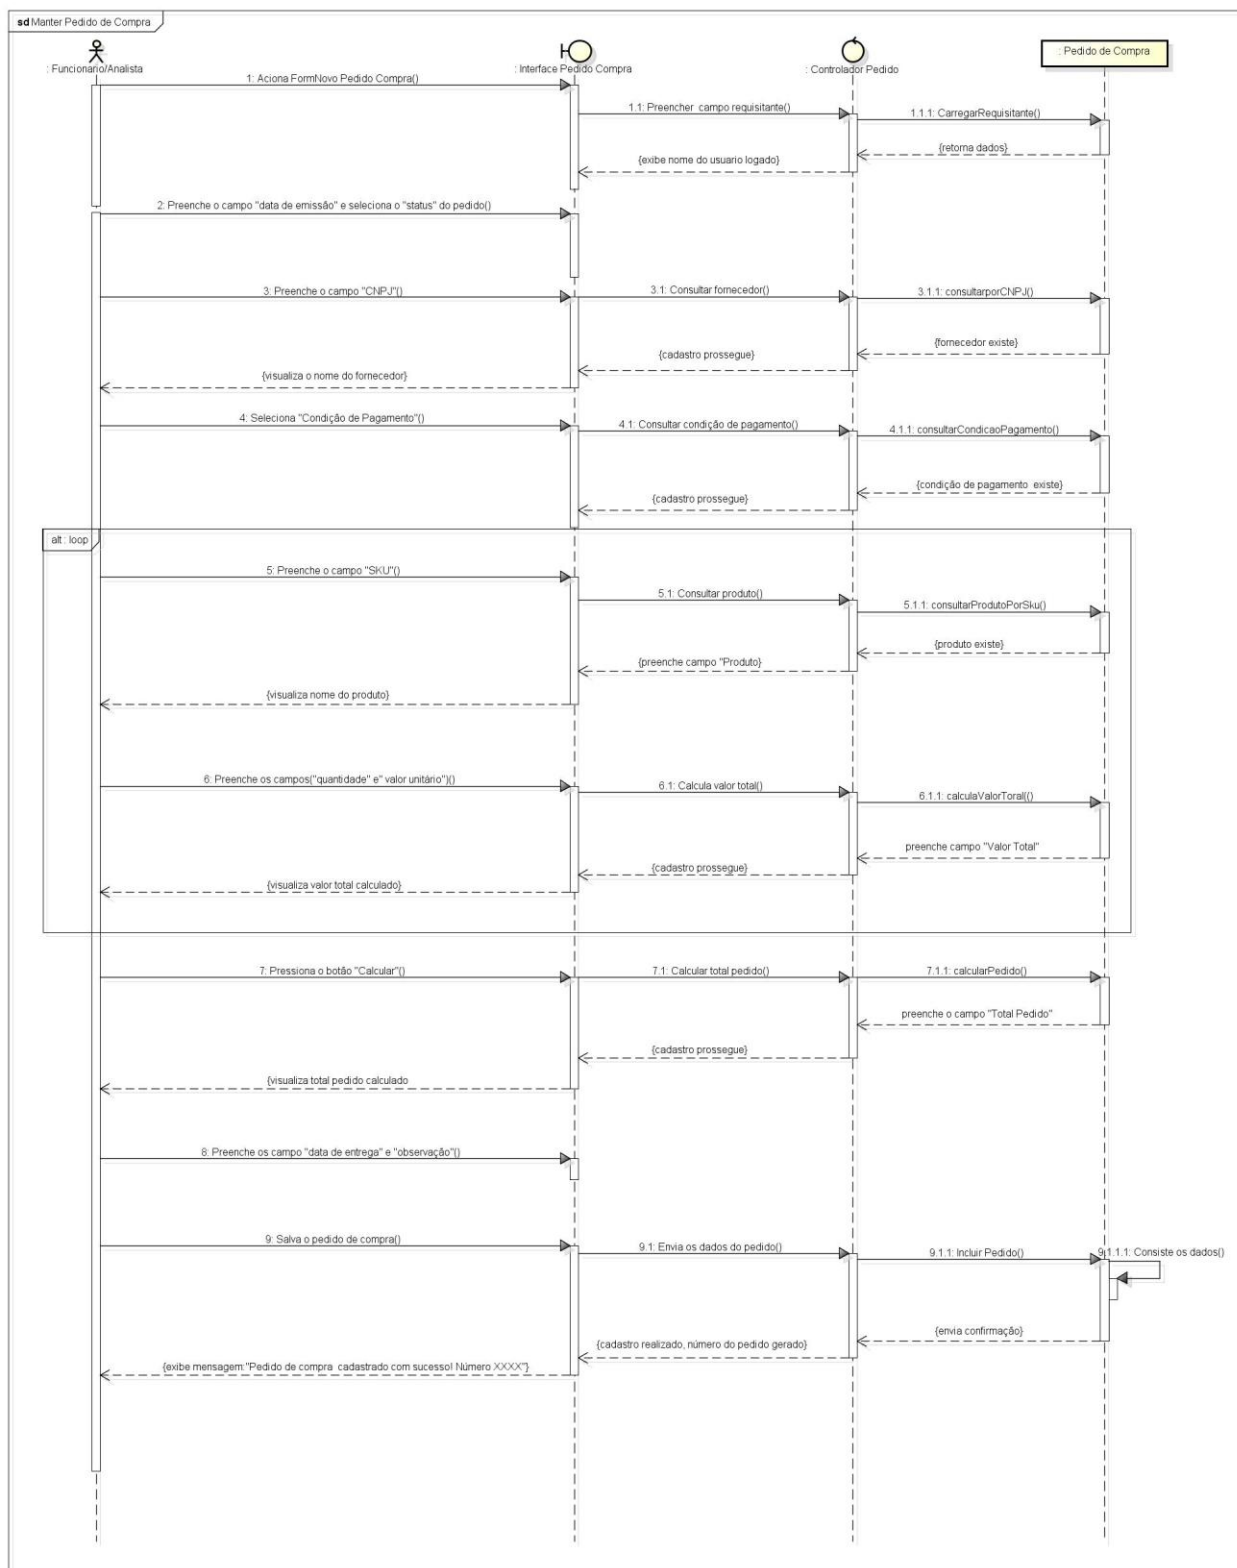 sd Manter Pedido de Compra
: Funcionario/Analista
: Interface Pedido Compra
: Controlador Pedido
: Pedido de Compra
1: Aciona FormNovo Pedido Compra()
1.1: Preencher campo requisitante()
1.1.1: CarregarRequisitante()
{retorna dados}
{exibe nome do usuario logado}
2: Preenche o campo "data de emissão" e seleciona o "status" do pedido()
3: Preenche o campo "CNPJ"()
3.1: Consultar fornecedor()
3.1.1: consultarporCNPJ()
{fornecedor existe}
{cadastro prossegue}
{visualiza o nome do fornecedor}
4: Seleciona "Condição de Pagamento"()
4.1: Consultar condição de pagamento()
4.1.1: consultarCondicaoPagamento()
{condição de pagamento existe}
{cadastro prossegue}
alt : loop
5: Preenche o campo "SKU"()
5.1: Consultar produto()
5.1.1: consultarProdutoPorSku()
{produto existe}
{preenche campo "Produto}
{visualiza nome do produto}
6: Preenche os campos("quantidade" e" valor unitário")()
6.1: Calcula valor total()
6.1.1: calculaValorToral(()
preenche campo "Valor Total"
{cadastro prossegue}
{visualiza valor total calculado}
7: Pressiona o botão "Calcular"()
7.1: Calcular total pedido()
7.1.1: calcularPedido()
preenche o campo "Total Pedido"
{cadastro prossegue}
{visualiza total pedido calculado
8: Preenche os campo "data de entrega" e "observação"()
9: Salva o pedido de compra()
9.1: Envia os dados do pedido()
9.1.1: Incluir Pedido()
9.1.1.1: Consiste os dados()
{envia confirmação}
{cadastro realizado, número do pedido gerado}
{exibe mensagem:"Pedido de compra cadastrado com sucesso! Número XXXX"}